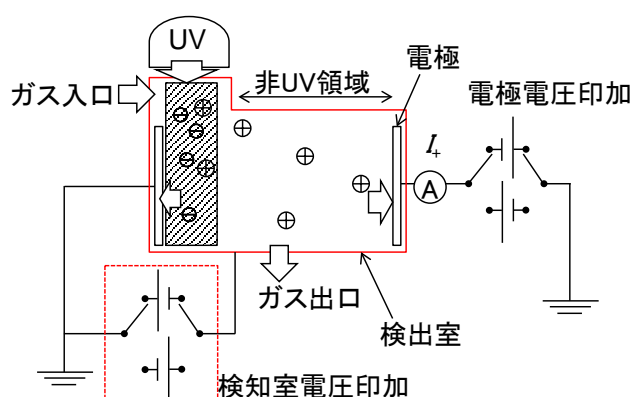 UV
電極
ガス入口
非UV領域
電極電圧印加
I+
A
ガス出口
検出室
検知室電圧印加